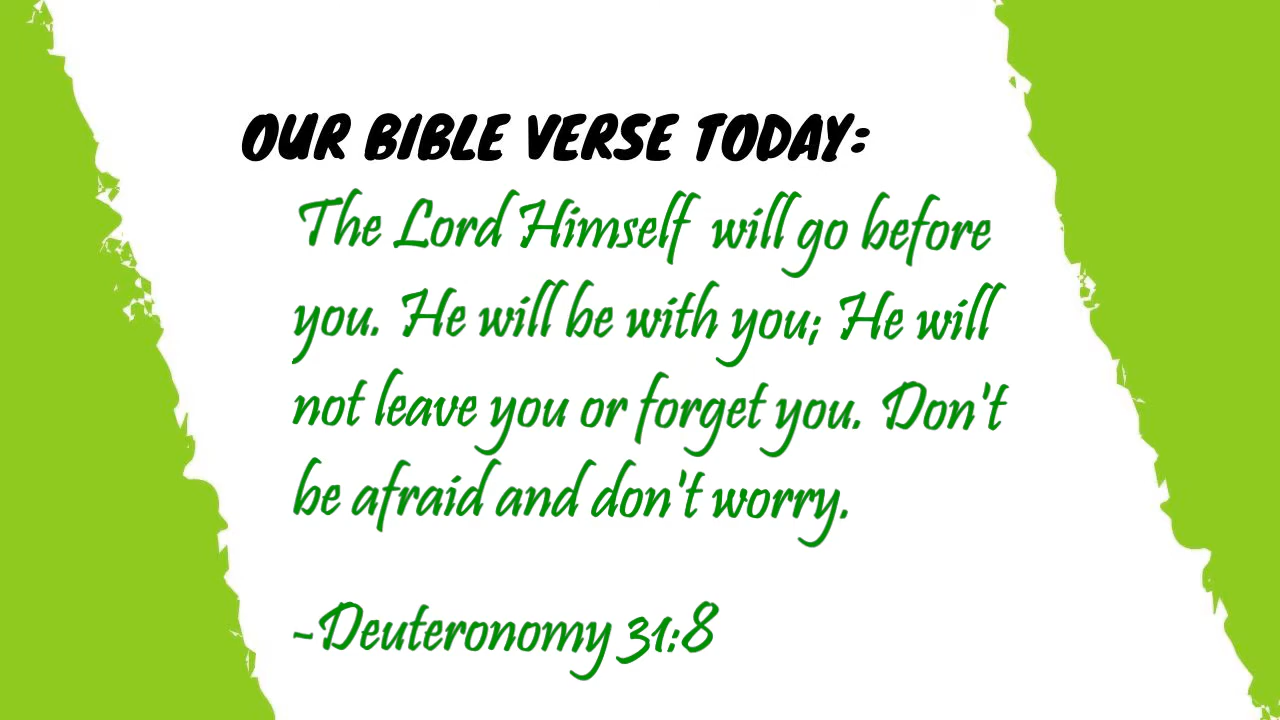 OUR BIBLE VERSE TODAY:
The Lord Himself will go before
you. He will be with you; He will
not leave you or forget you. Don't
be afraid and don't worry.
-Deuteronomy 31:8